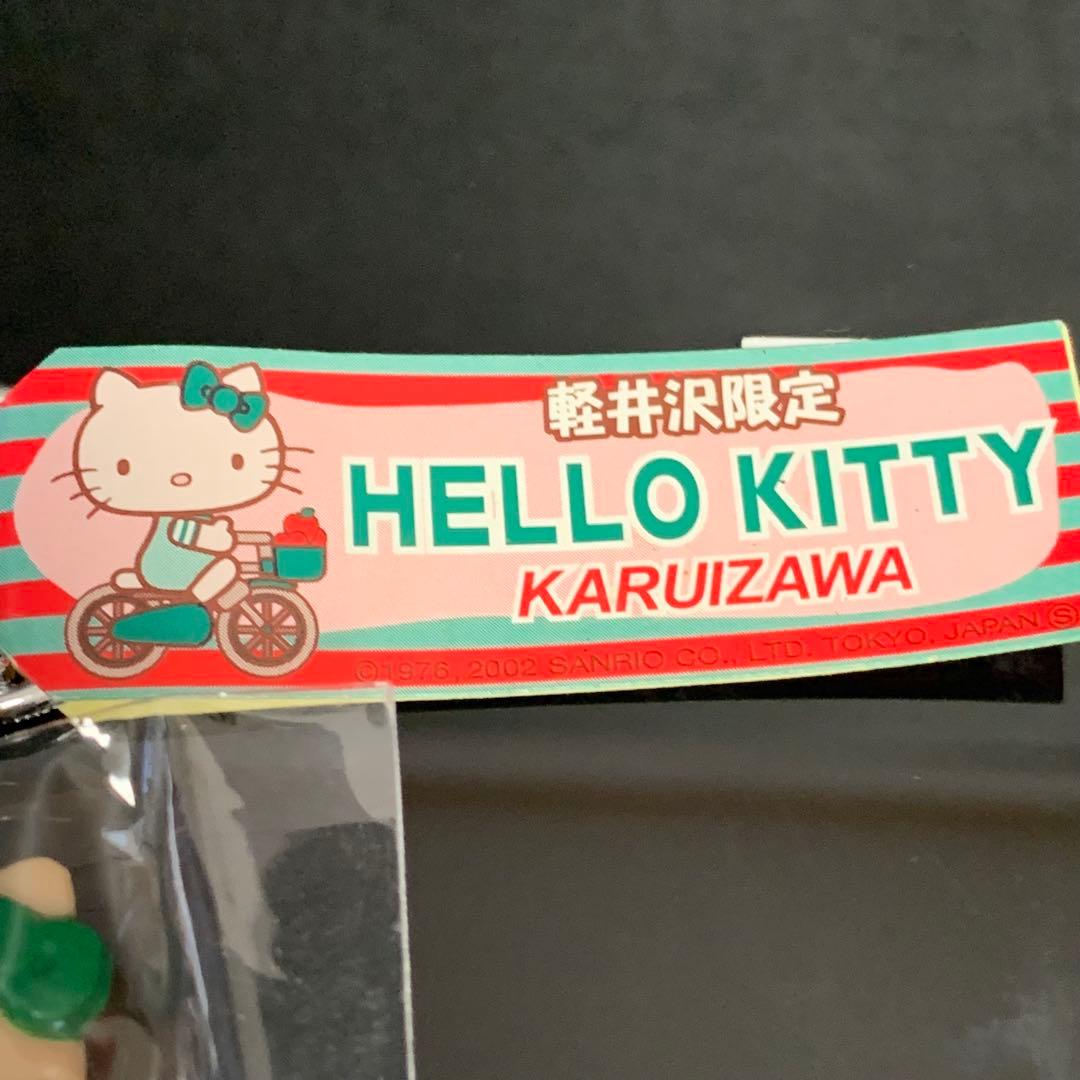 軽井沢限定
HELLO KITTY
KARUIZAWA
©1976, 2002 SANRIO CO., LTD. TOKYO, JAPAN Ⓢ